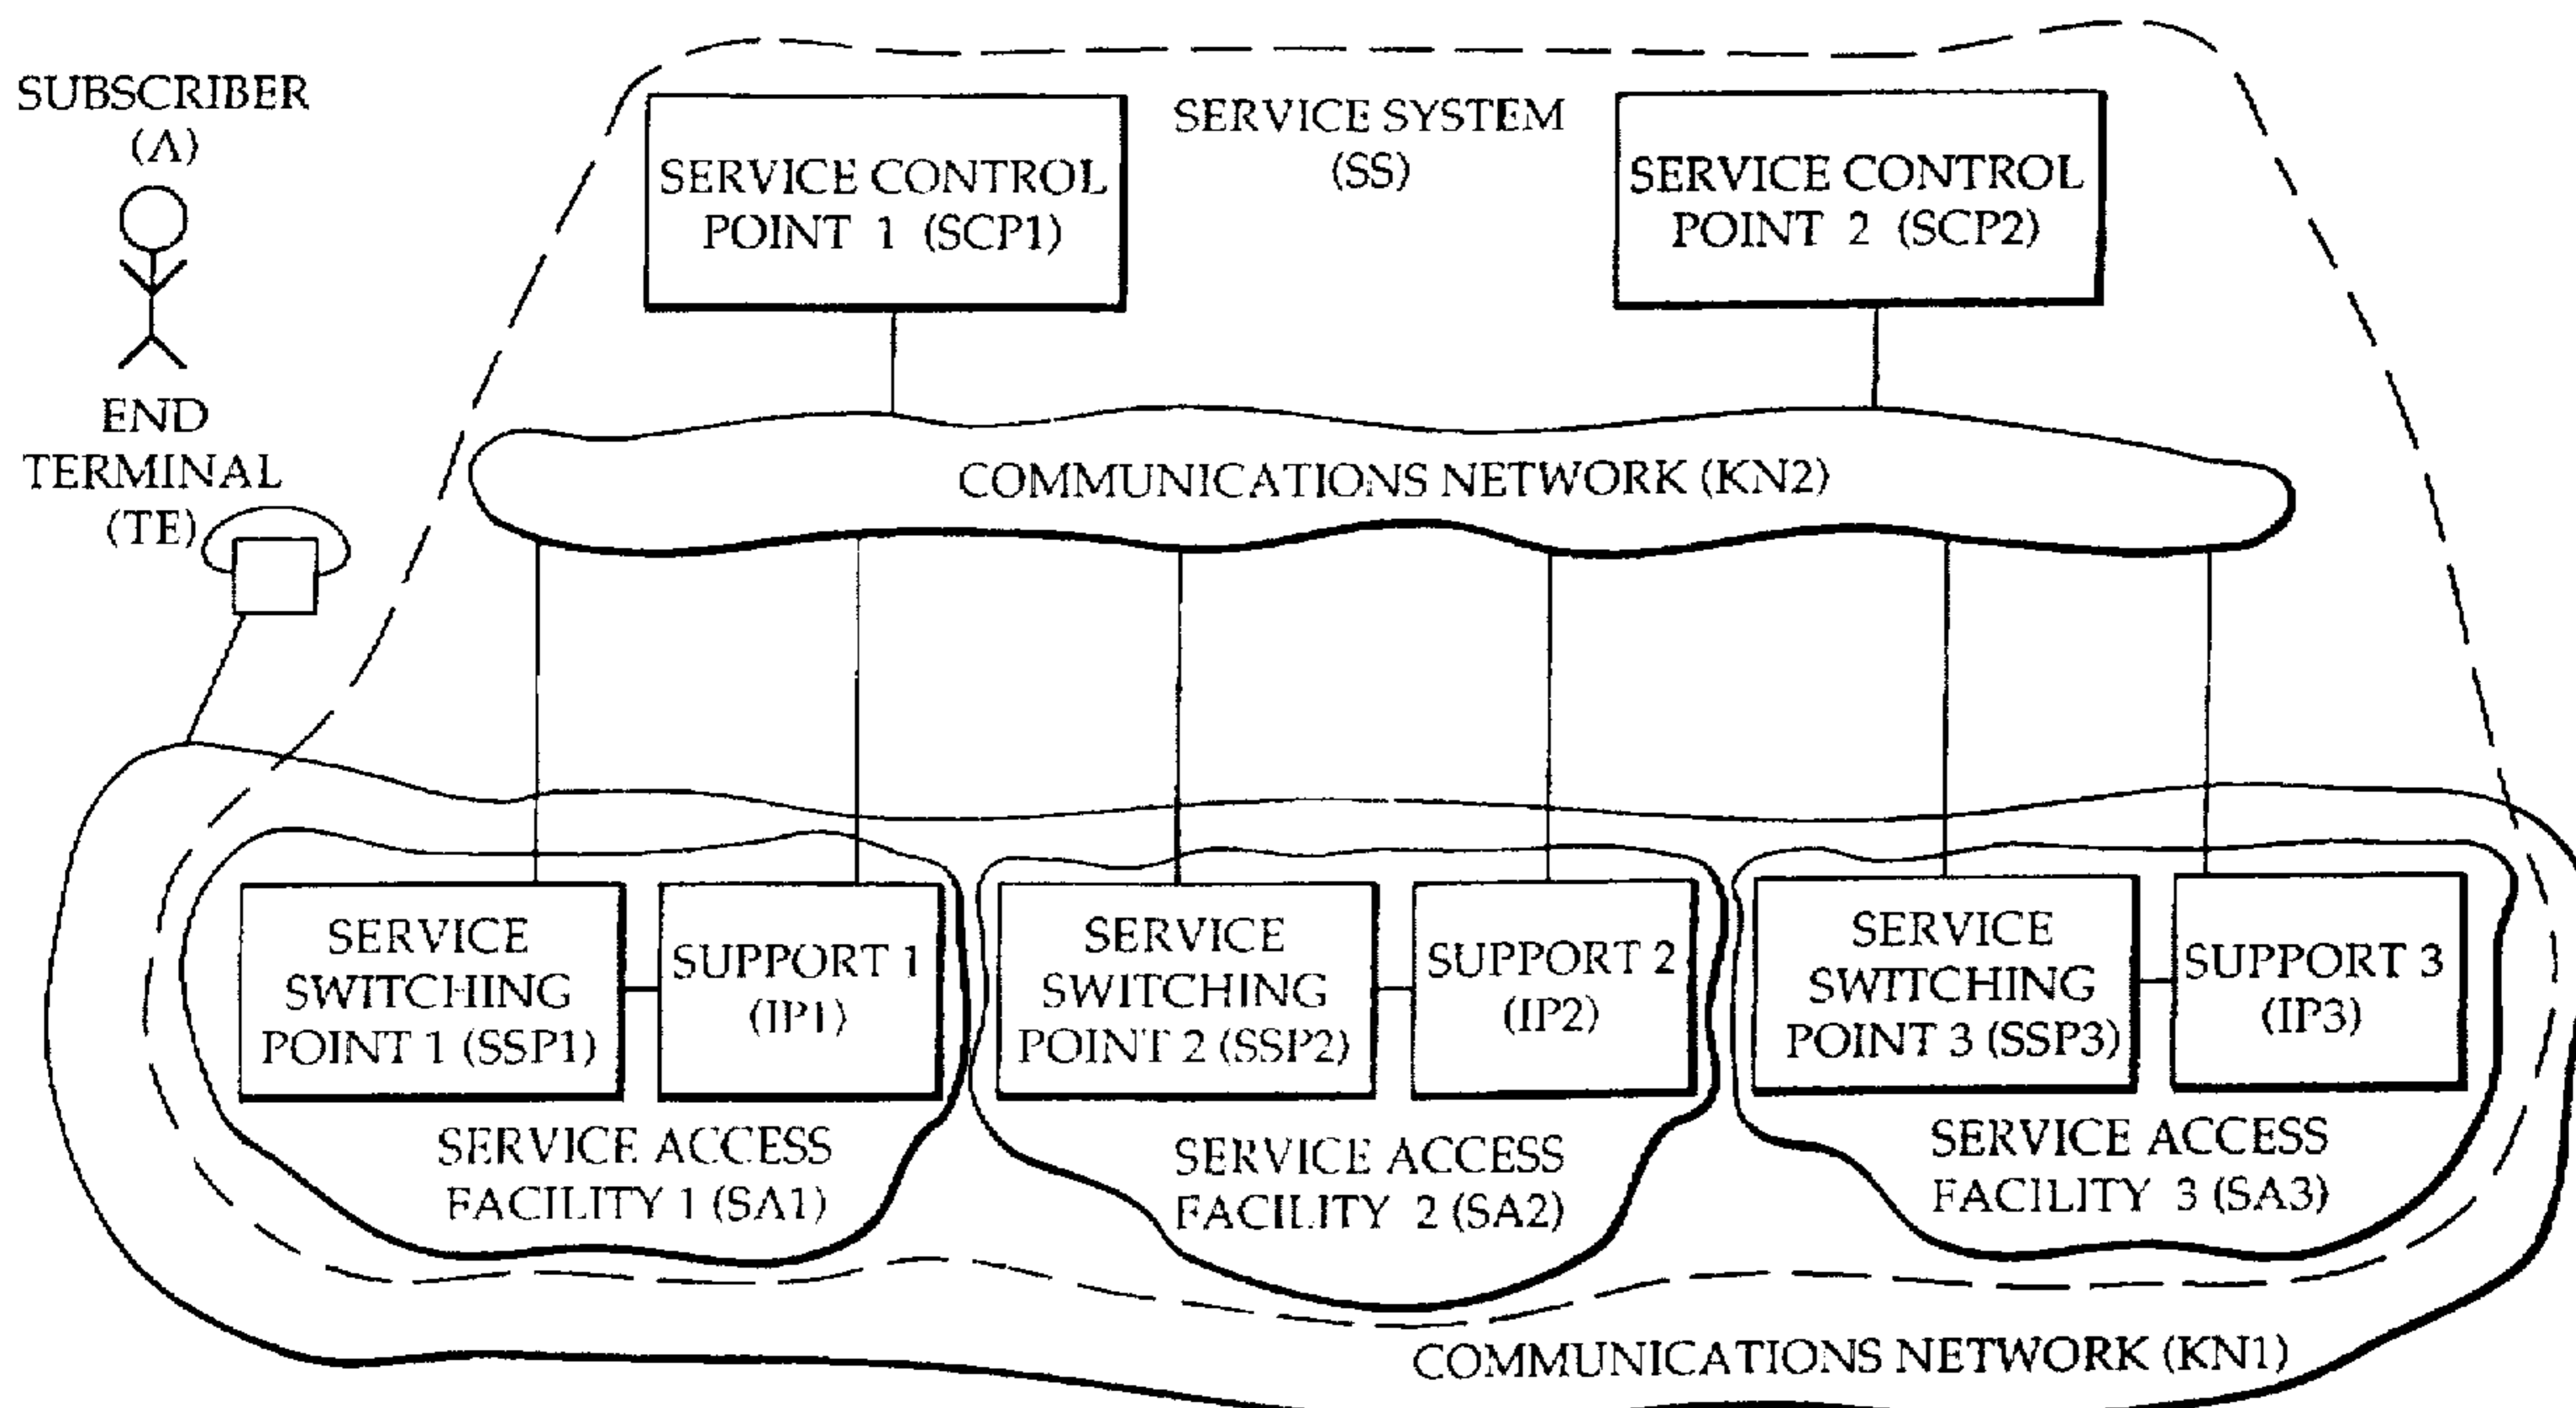 SUBSCRIBER
(A)
END
TERMINAL
(TE)
SERVICE SYSTEM
(SS)
SERVICE CONTROL
POINT 1 (SCP1)
SERVICE CONTROL
POINT 2 (SCP2)
COMMUNICATIONS NETWORK (KN2)
SERVICE
SWITCHING
POINT 1 (SSP1)
SUPPORT 1
(IP1)
SERVICE ACCESS
FACILITY 1 (SA1)
SERVICE
SWITCHING
POINT 2 (SSP2)
SUPPORT 2
(IP2)
SERVICE ACCESS
FACILITY 2 (SA2)
SERVICE
SWITCHING
POINT 3 (SSP3)
SUPPORT 3
(IP3)
SERVICE ACCESS
FACILITY 3 (SA3)
COMMUNICATIONS NETWORK (KN1)